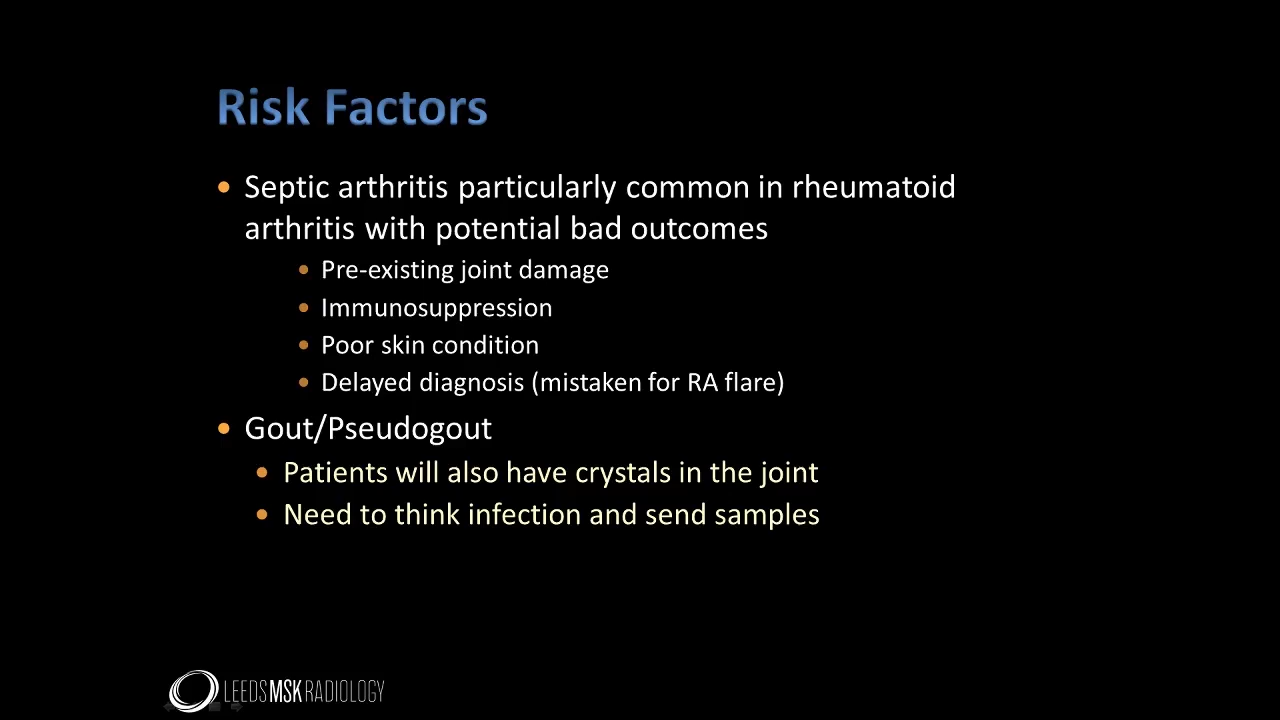 Risk Factors
• Septic arthritis particularly common in rheumatoid
arthritis with potential bad outcomes
• Pre-existing joint damage
• Immunosuppression
• Poor skin condition
• Delayed diagnosis (mistaken for RA flare)
• Gout/Pseudogout
• Patients will also have crystals in the joint
• Need to think infection and send samples
LEEDSMSKRADIOLOGY